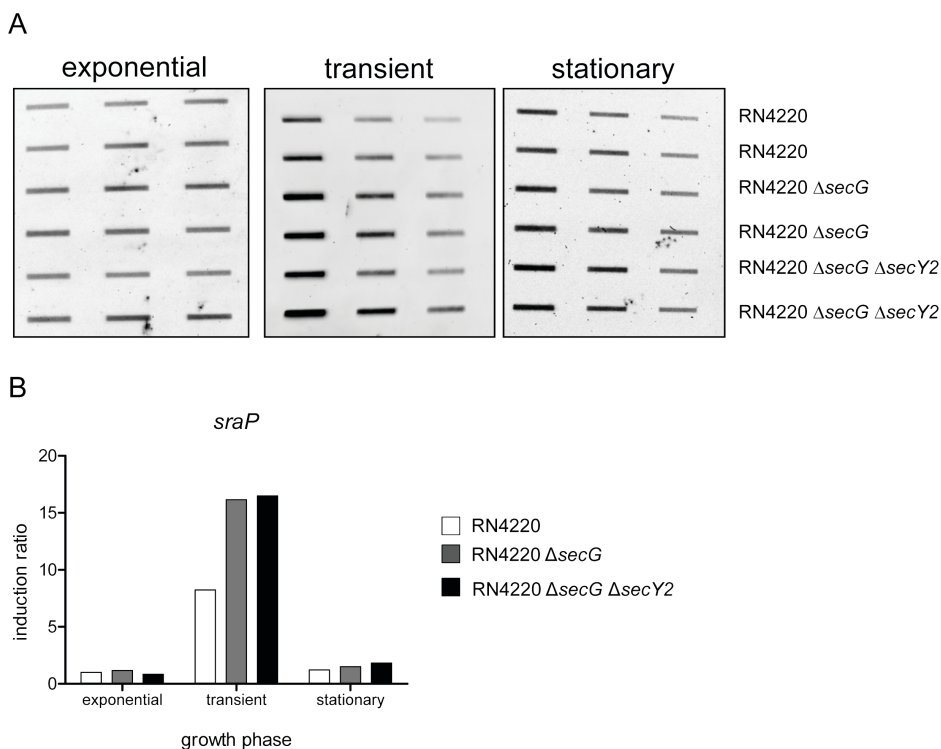 A
exponential
transient
stationary
RN4220
RN4220
RN4220 ΔsecG
RN4220 ΔsecG
RN4220 ΔsecG ΔsecY2
RN4220 ΔsecG ΔsecY2
B
sraP
20
15
10
5
0
induction ratio
exponential
transient
stationary
growth phase
RN4220
RN4220 ΔsecG
RN4220 ΔsecG ΔsecY2